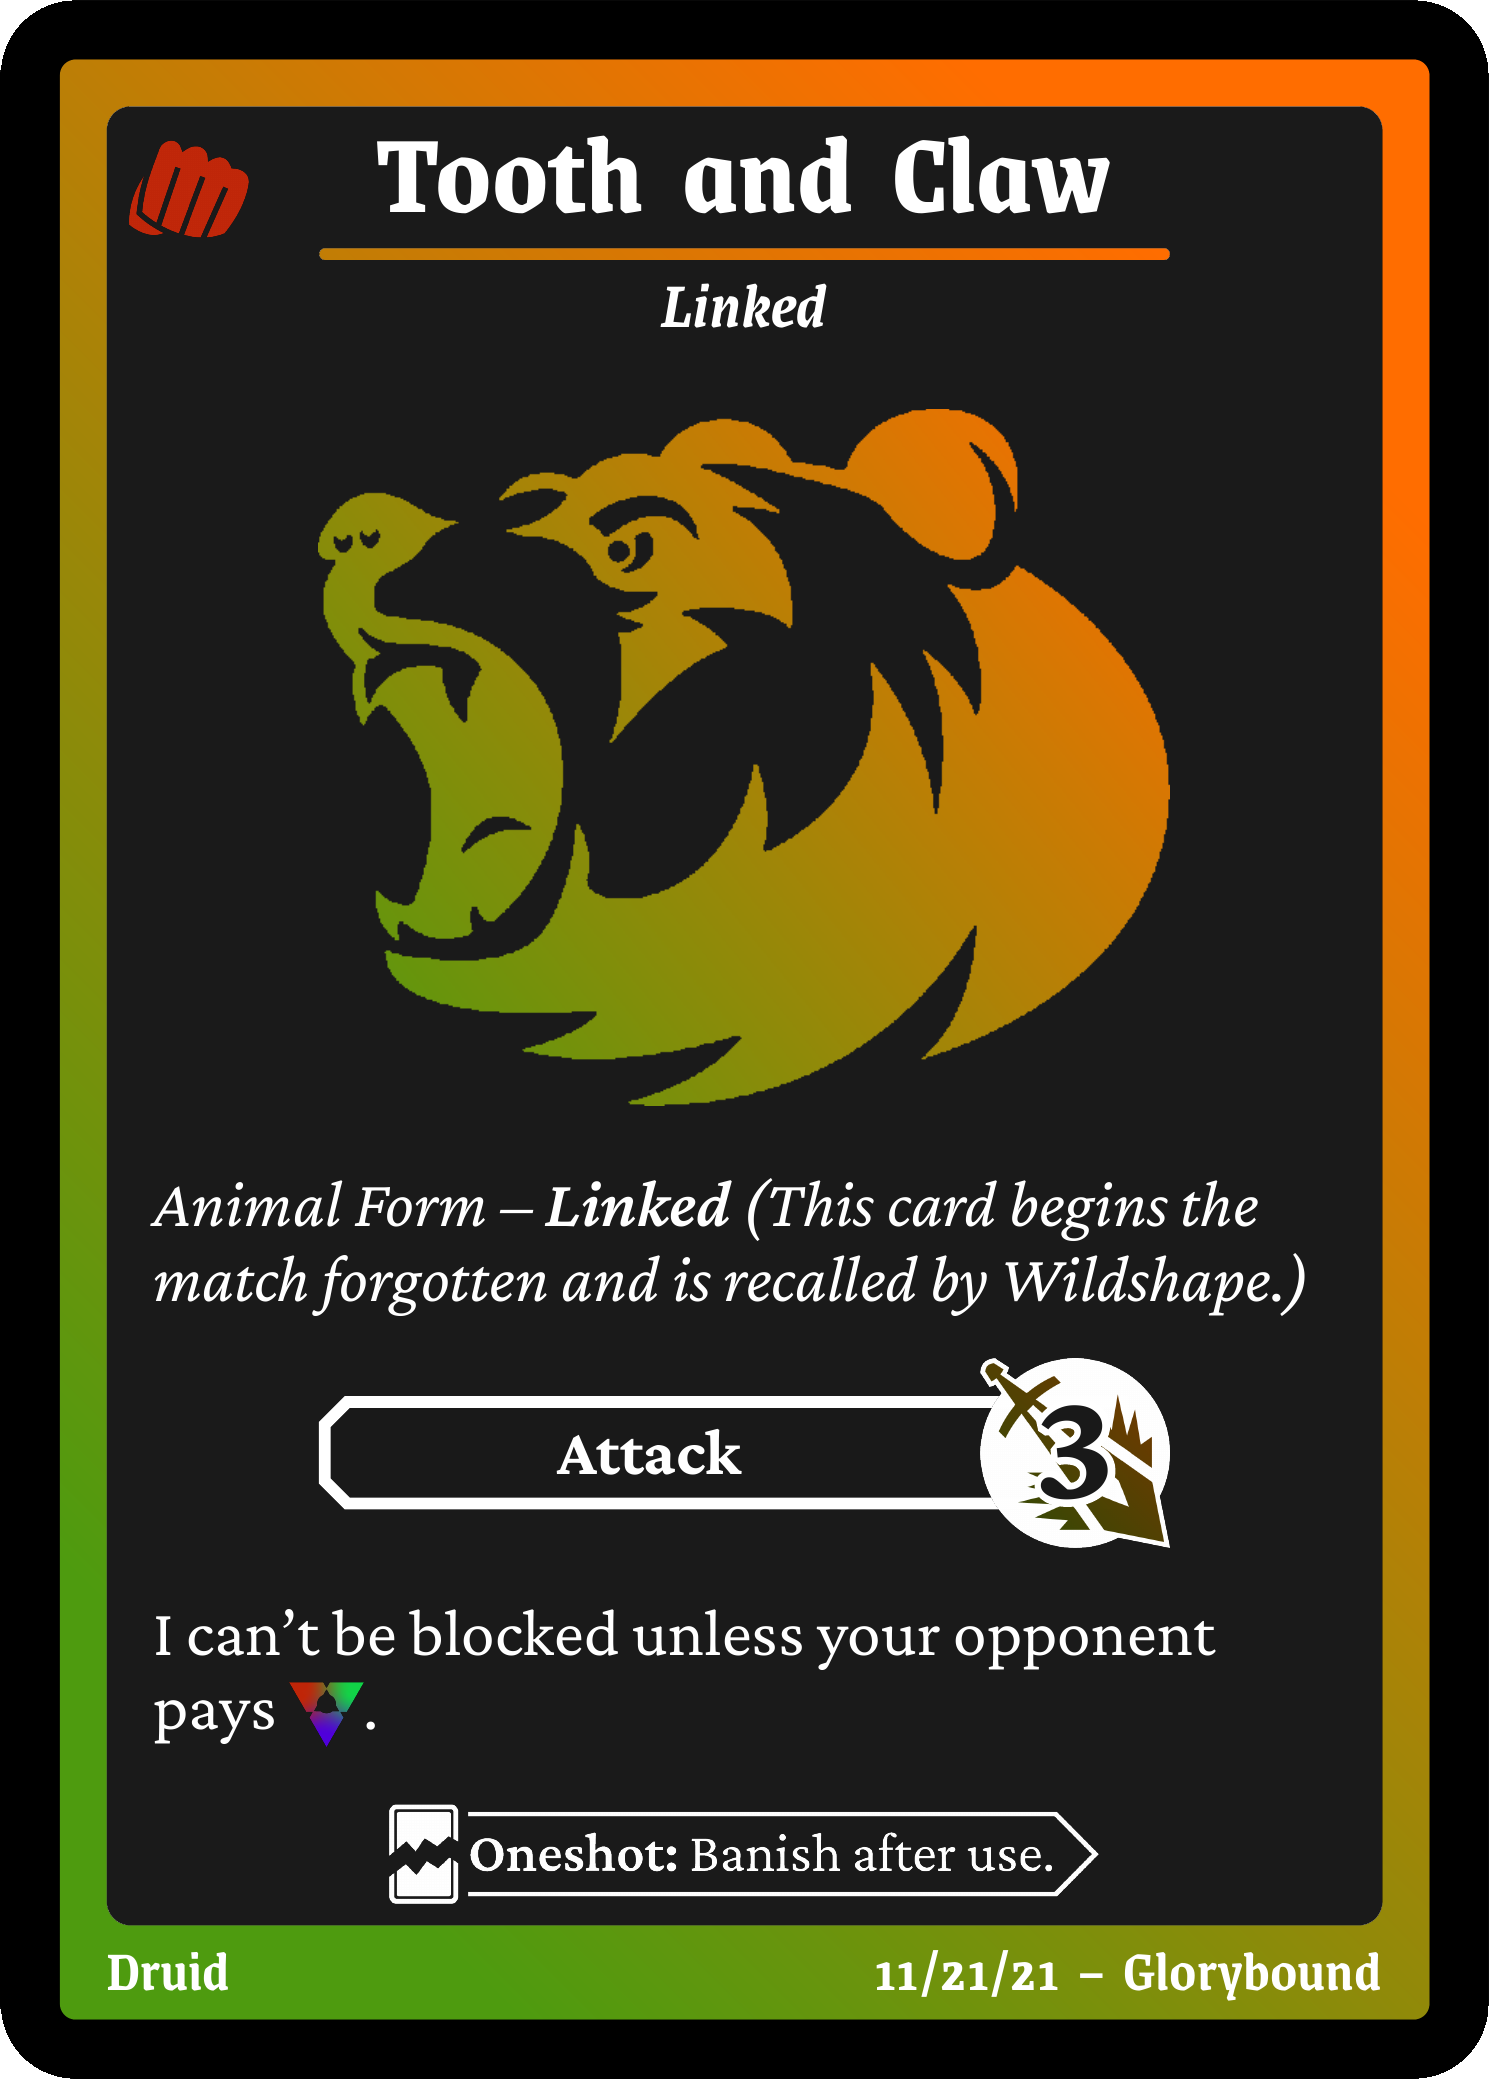 Tooth and Claw
Linked
Animal Form – Linked (This card begins the
match forgotten and is recalled by Wildshape.)
Attack
3
I can’t be blocked unless your opponent
pays .
Oneshot: Banish after use.
Druid
11/21/21 – Glorybound